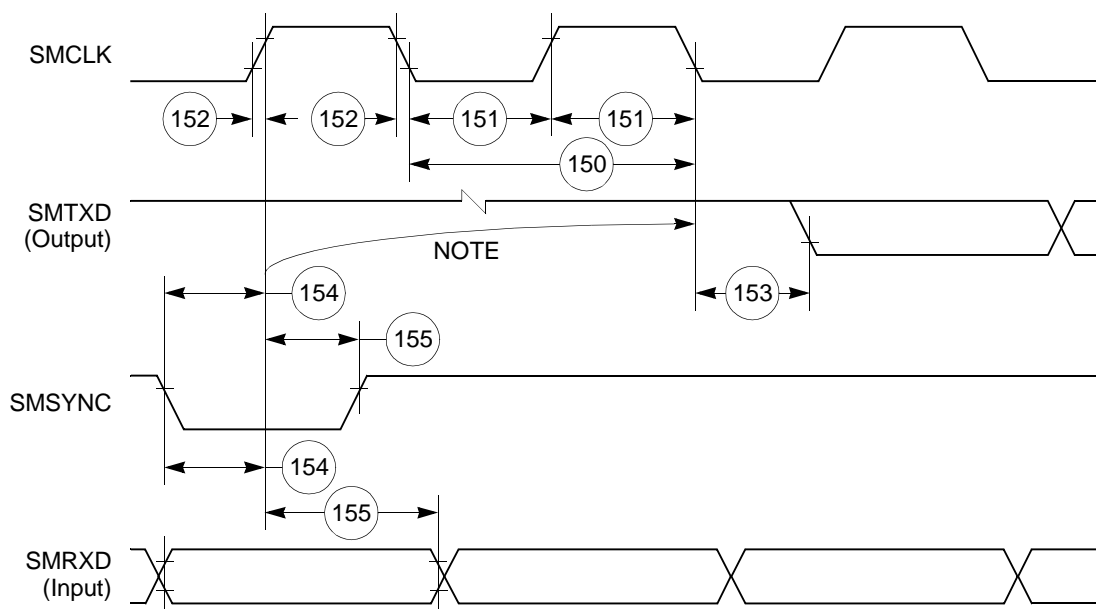 SMCLK
152
152
151
151
150
SMTXD
(Output)
NOTE
154
153
155
SMSYNC
154
155
SMRXD
(Input)